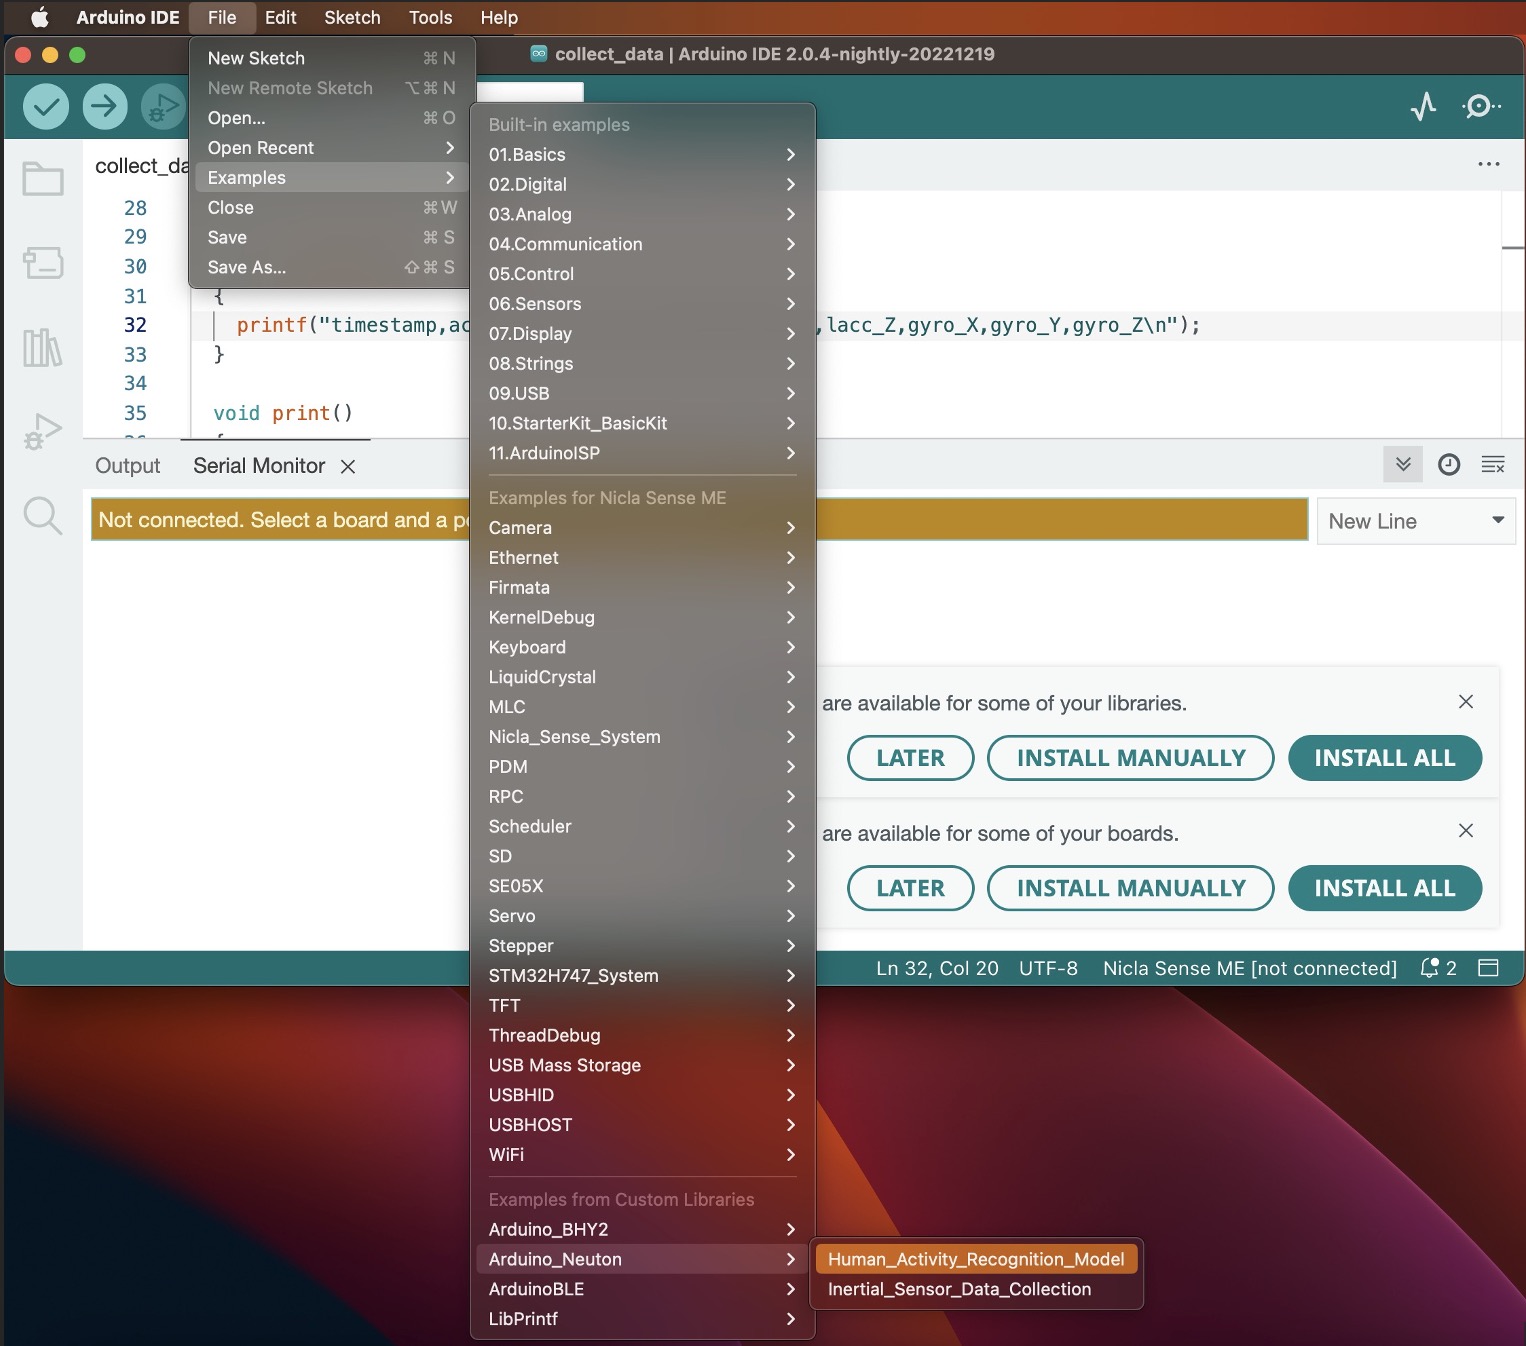 Arduino IDE File Edit Sketch Tools Help
collect_data | Arduino IDE 2.0.4-nightly-20221219
New Sketch ⌘ N
New Remote Sketch ⌥⌘ N
Open... ⌘ O
Open Recent
Examples
Close ⌘ W
Save ⌘ S
Save As... ⇧⌘ S
collect_da
28
29
30
31 {
32 printf("timestamp,ac ,lacc_Z,gyro_X,gyro_Y,gyro_Z\n");
33 }
34
35 void print()
Output Serial Monitor
Not connected. Select a board and a po
New Line
Built-in examples
01.Basics
02.Digital
03.Analog
04.Communication
05.Control
06.Sensors
07.Display
08.Strings
09.USB
10.StarterKit_BasicKit
11.ArduinoISP
Examples for Nicla Sense ME
Camera
Ethernet
Firmata
KernelDebug
Keyboard
LiquidCrystal
MLC
Nicla_Sense_System
PDM
RPC
Scheduler
SD
SE05X
Servo
Stepper
STM32H747_System
TFT
ThreadDebug
USB Mass Storage
USBHID
USBHOST
WiFi
Examples from Custom Libraries
Arduino_BHY2
Arduino_Neuton
ArduinoBLE
LibPrintf
Human_Activity_Recognition_Model
Inertial_Sensor_Data_Collection
are available for some of your libraries.
LATER INSTALL MANUALLY INSTALL ALL
are available for some of your boards.
LATER INSTALL MANUALLY INSTALL ALL
Ln 32, Col 20 UTF-8 Nicla Sense ME [not connected] 2